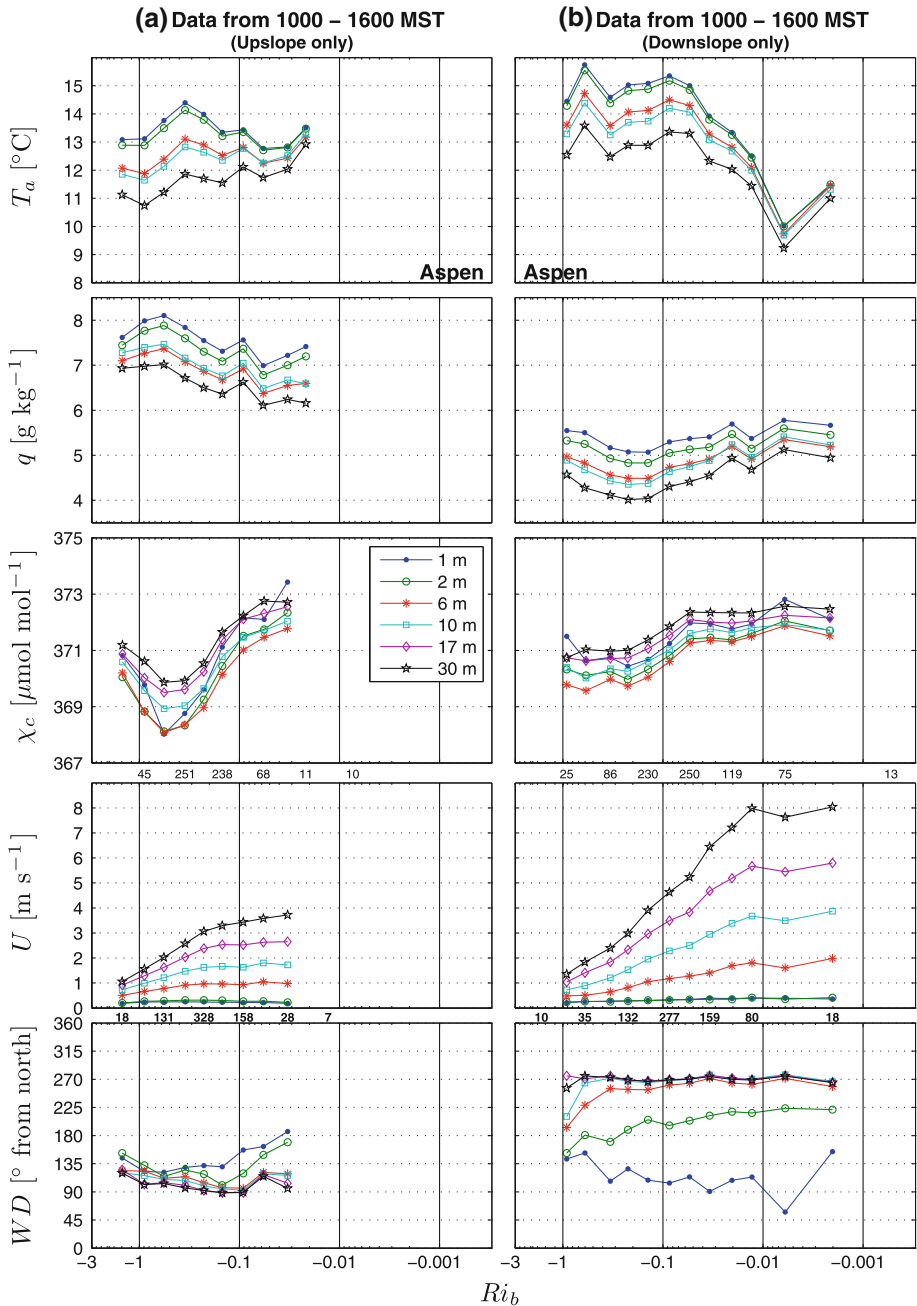 (a) Data from 1000 – 1600 MST
(Upslope only)
(b) Data from 1000 – 1600 MST
(Downslope only)
T_a [°C]
15
14
13
12
11
10
9
8
Aspen
Aspen
q [g kg⁻¹]
8
7
6
5
4
χ_c [μmol mol⁻¹]
375
373
371
369
367
1 m
2 m
6 m
10 m
17 m
30 m
45 251 238 68 11 10
25 86 230 250 119 75 13
U [m s⁻¹]
8
7
6
5
4
3
2
1
0
18 131 328 158 28 7
10 35 132 277 159 80 18
WD [° from north]
360
315
270
225
180
135
90
45
0
−3 −1 −0.1 −0.01 −0.001
−3 −1 −0.1 −0.01 −0.001
Ri_b